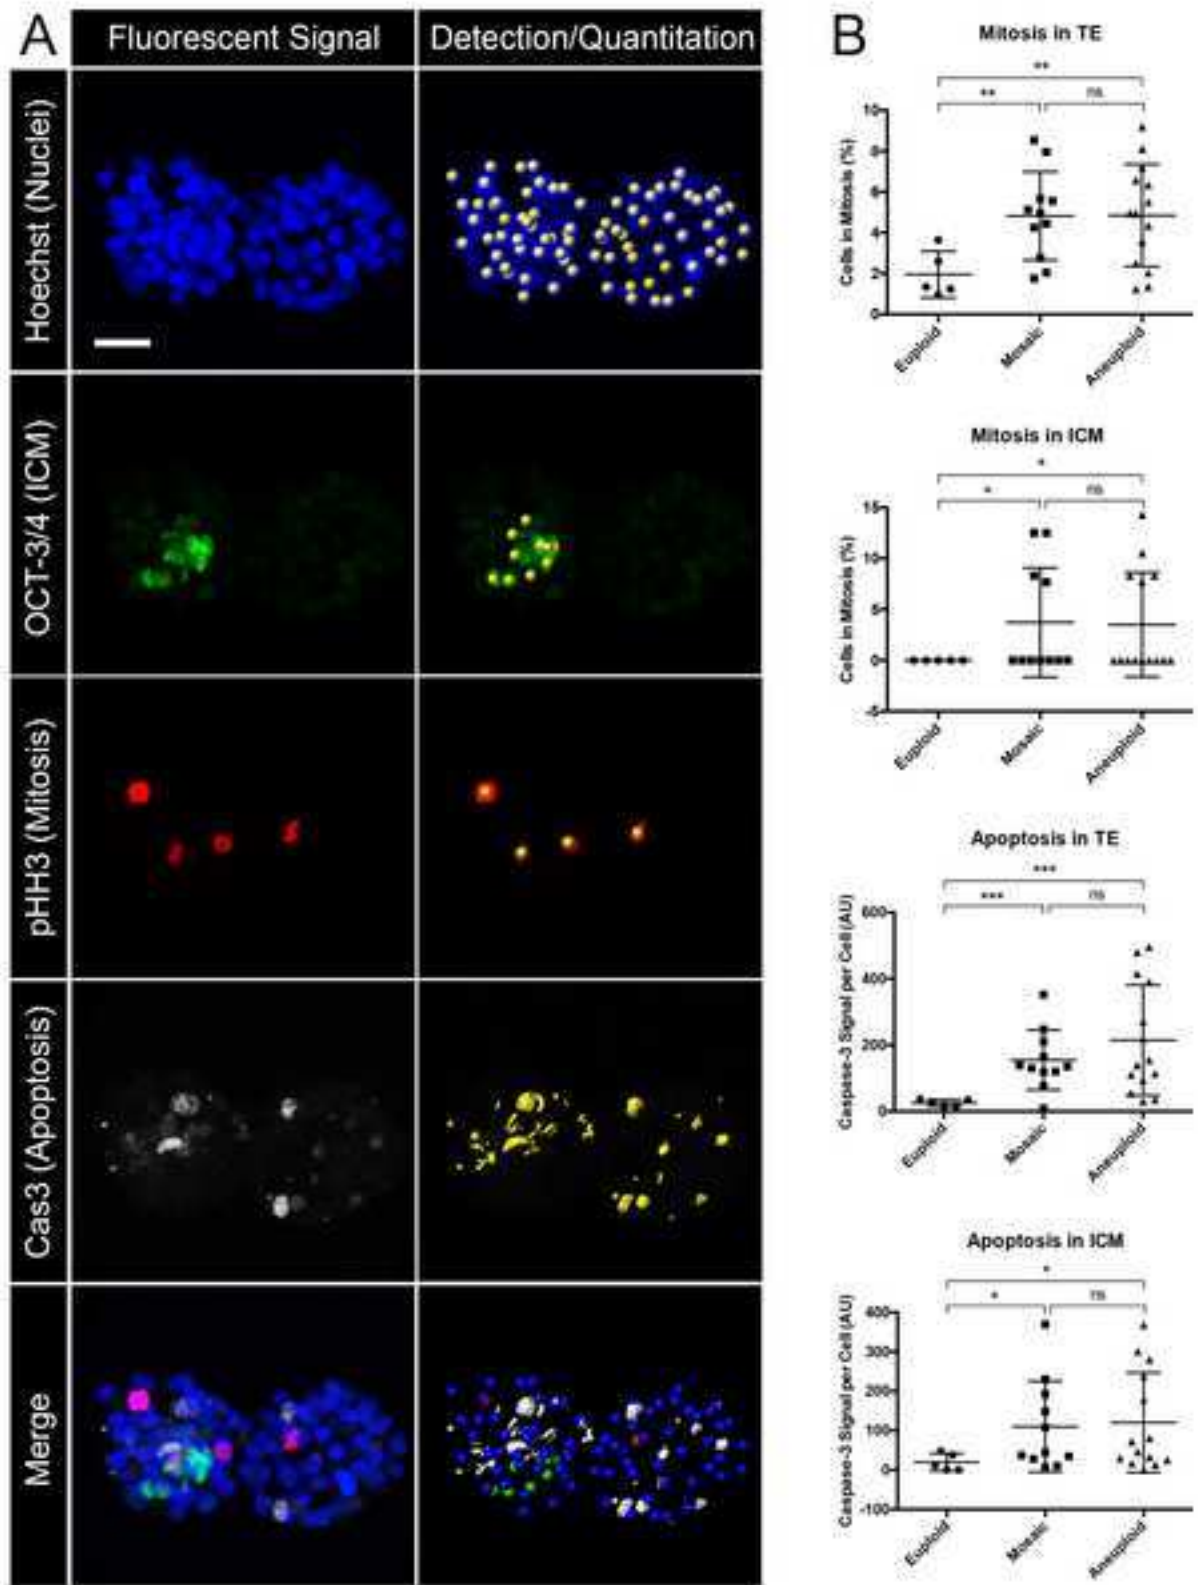 A
Fluorescent Signal
Detection/Quantitation
Hoechst (Nuclei)
OCT-3/4 (ICM)
pHH3 (Mitosis)
Cas3 (Apoptosis)
Merge
B
Mitosis in TE
**
** ns
Cells in Mitosis (%)
10
8
6
4
2
0
Euploid
Mosaic
Aneuploid
Mitosis in ICM
*
* ns
Cells in Mitosis (%)
15
10
5
0
-5
Euploid
Mosaic
Aneuploid
Apoptosis in TE
***
*** ns
Caspase-3 Signal per Cell (AU)
600
400
200
0
Euploid
Mosaic
Aneuploid
Apoptosis in ICM
*
* ns
Caspase-3 Signal per Cell (AU)
400
300
200
100
0
-100
Euploid
Mosaic
Aneuploid